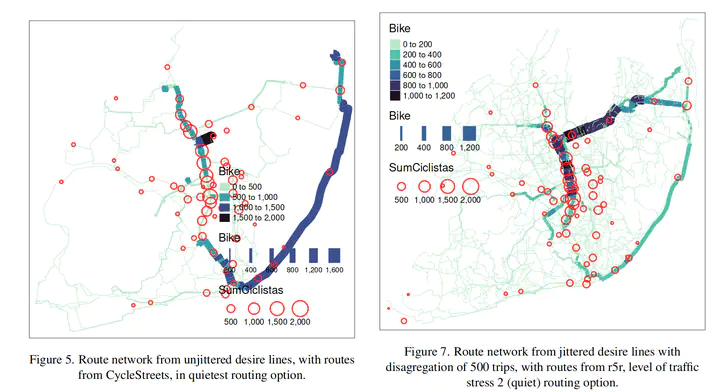 Bike
0 to 500
500 to 1,000
1,000 to 1,500
1,500 to 2,000
Bike
200 400 600 800 1,200 1,600
SumCiclistas
500 1,000 1,500 2,000
Figure 5. Route network from unjittered desire lines, with routes
from CycleStreets, in quietest routing option.
Bike
0 to 200
200 to 400
400 to 600
600 to 800
800 to 1,000
1,000 to 1,200
Bike
200 400 800 1,200
SumCiclistas
500 1,000 1,500 2,000
Figure 7. Route network from jittered desire lines with
disagregation of 500 trips, with routes from r5r, level of traffic
stress 2 (quiet) routing option.